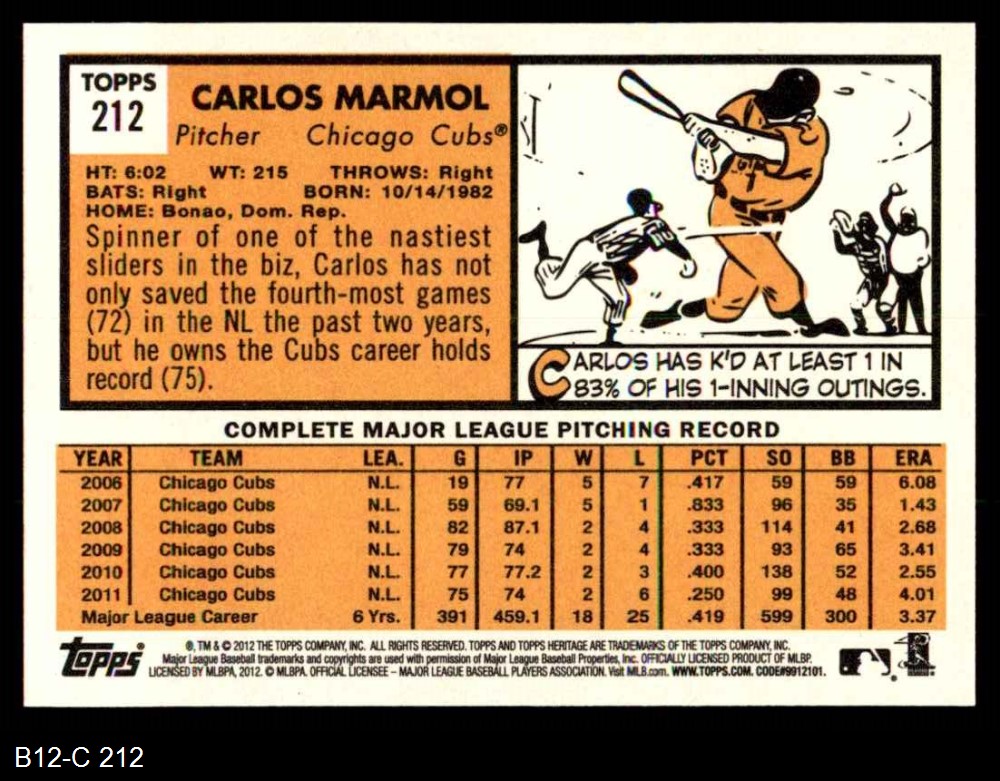 TOPPS
212
CARLOS MARMOL
Pitcher Chicago Cubs®
HT: 6:02 WT: 215 THROWS: Right
BATS: Right BORN: 10/14/1982
HOME: Bonao, Dom. Rep.
Spinner of one of the nastiest
sliders in the biz, Carlos has not
only saved the fourth-most games
(72) in the NL the past two years,
but he owns the Cubs career holds
record (75).
CARLOS HAS K'D AT LEAST 1 IN
83% OF HIS 1-INNING OUTINGS.
COMPLETE MAJOR LEAGUE PITCHING RECORD
YEAR TEAM LEA. G IP W L PCT SO BB ERA
2006 Chicago Cubs N.L. 19 77 5 7 .417 59 59 6.08
2007 Chicago Cubs N.L. 59 69.1 5 1 .833 96 35 1.43
2008 Chicago Cubs N.L. 82 87.1 2 4 .333 114 41 2.68
2009 Chicago Cubs N.L. 79 74 2 4 .333 93 65 3.41
2010 Chicago Cubs N.L. 77 77.2 2 3 .400 138 52 2.55
2011 Chicago Cubs N.L. 75 74 2 6 .250 99 48 4.01
Major League Career 6 Yrs. 391 459.1 18 25 .419 599 300 3.37
Topps
®, TM & © 2012 THE TOPPS COMPANY, INC. ALL RIGHTS RESERVED. TOPPS AND TOPPS HERITAGE ARE TRADEMARKS OF THE TOPPS COMPANY, INC.
Major League Baseball trademarks and copyrights are used with permission of Major League Baseball Properties, Inc. OFFICIALLY LICENSED PRODUCT OF MLBP.
LICENSED BY MLBPA, 2012. © MLBPA. OFFICIAL LICENSEE – MAJOR LEAGUE BASEBALL PLAYERS ASSOCIATION. Visit MLB.com. WWW.TOPPS.COM. CODE#9912101.
B12-C 212